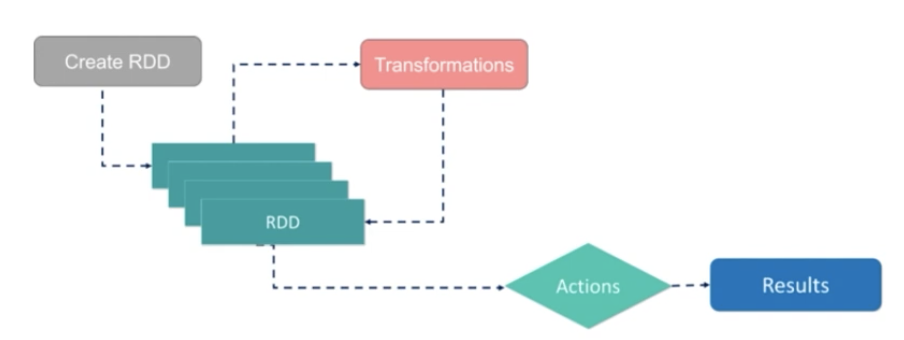 Create RDD
Transformations
RDD
Actions
Results